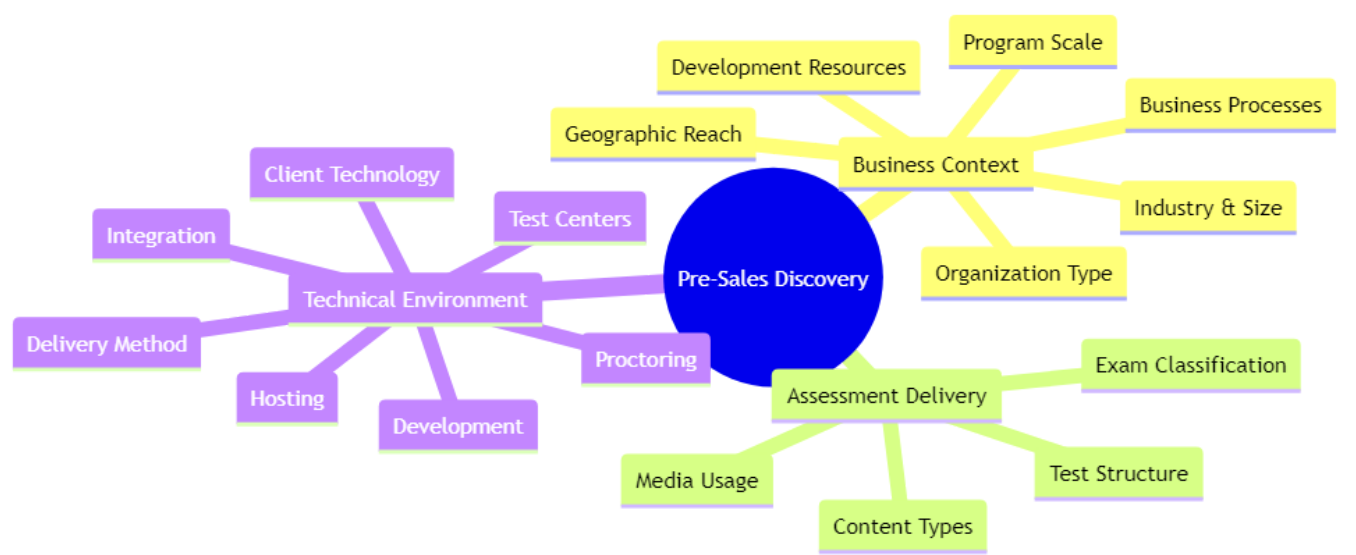 Program Scale
Development Resources
Business Processes
Geographic Reach
Business Context
Client Technology
Industry & Size
Test Centers
Integration
Organization Type
Pre-Sales Discovery
Technical Environment
Delivery Method
Proctoring
Exam Classification
Assessment Delivery
Hosting
Development
Test Structure
Media Usage
Content Types